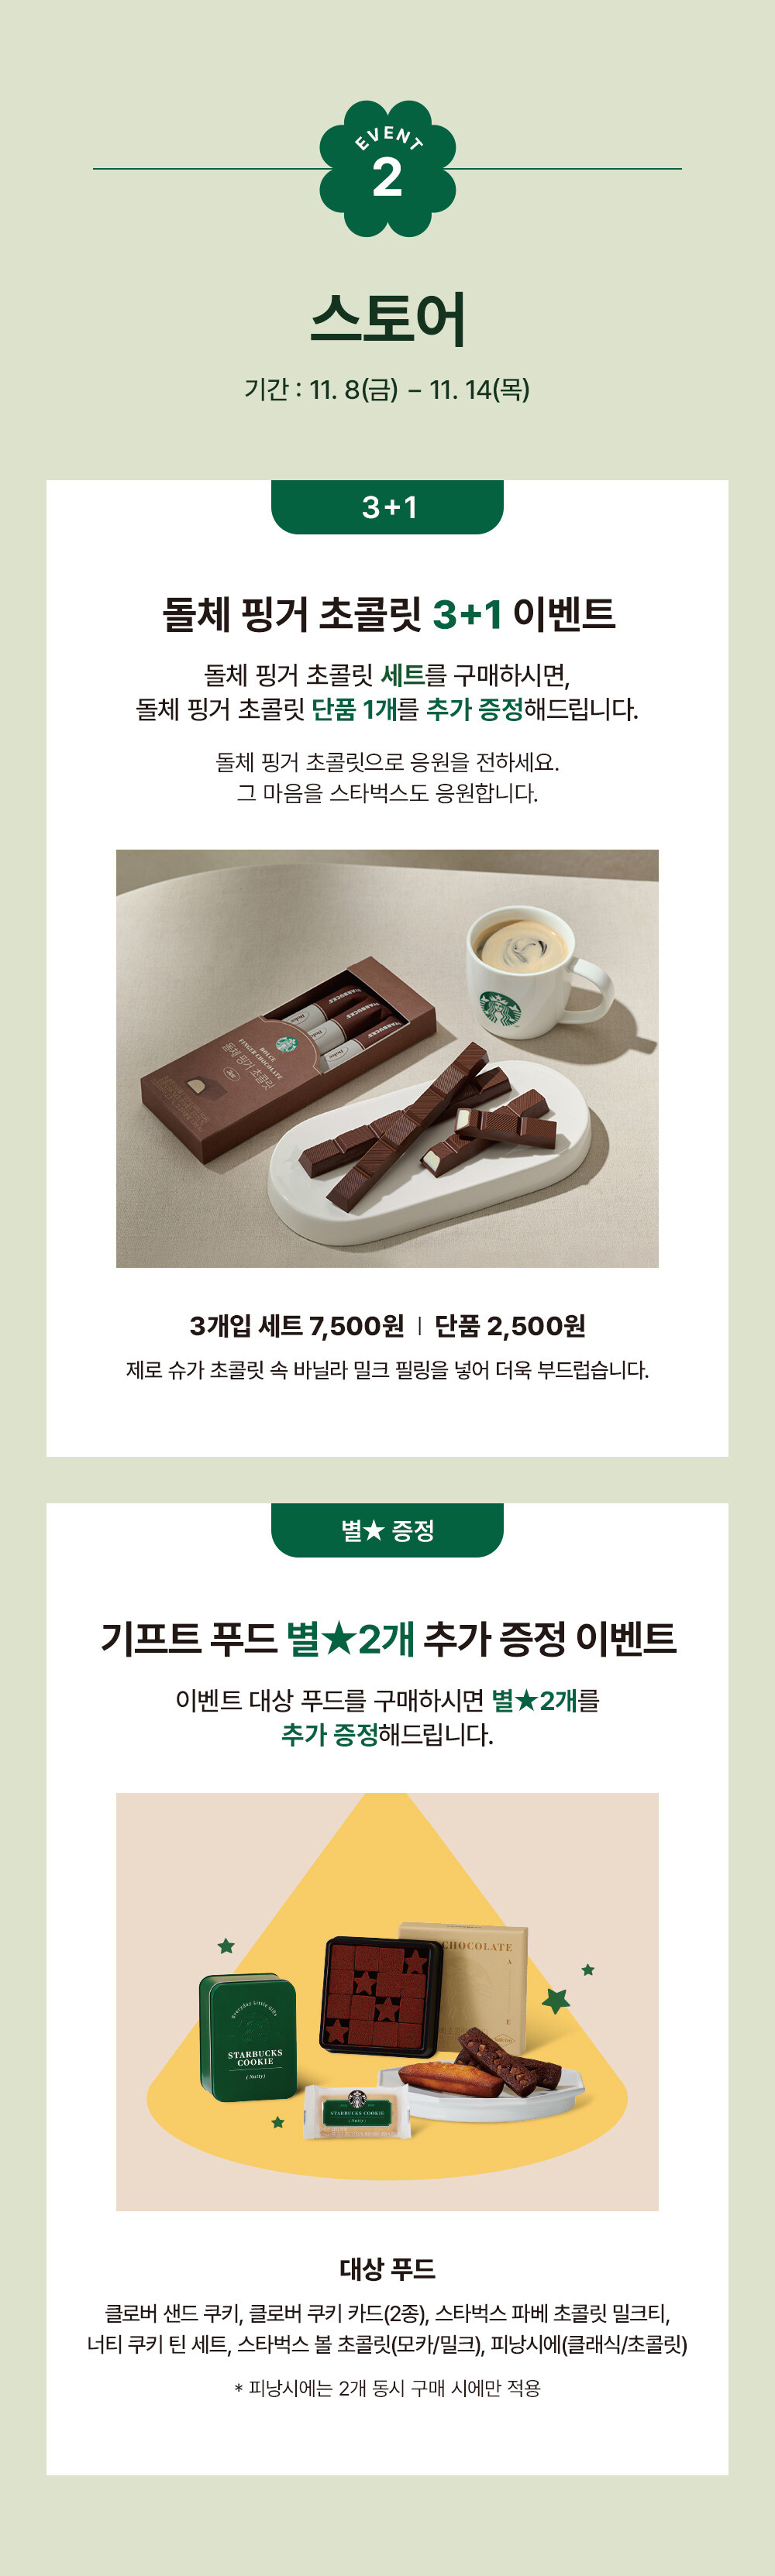 EVENT
2
스토어
기간 : 11. 8(금) – 11. 14(목)
3+1
돌체 핑거 초콜릿 3+1 이벤트
돌체 핑거 초콜릿 세트를 구매하시면,
돌체 핑거 초콜릿 단품 1개를 추가 증정해드립니다.
돌체 핑거 초콜릿으로 응원을 전하세요.
그 마음을 스타벅스도 응원합니다.
STARBUCKS
STARBUCKS
Dolce
Dolce
DOLCE
FINGER CHOCOLATE
돌체 핑거 초콜릿
3개입 세트 7,500원 | 단품 2,500원
제로 슈가 초콜릿 속 바닐라 밀크 필링을 넣어 더욱 부드럽습니다.
별★ 증정
기프트 푸드 별★2개 추가 증정 이벤트
이벤트 대상 푸드를 구매하시면 별★2개를
추가 증정해드립니다.
CHOCOLATE
A
E
Everyday Little Gifts
STARBUCKS
COOKIE
(Nutty)
STARBUCKS COOKIE
(Nutty)
대상 푸드
클로버 샌드 쿠키, 클로버 쿠키 카드(2종), 스타벅스 파베 초콜릿 밀크티,
너티 쿠키 틴 세트, 스타벅스 볼 초콜릿(모카/밀크), 피낭시에(클래식/초콜릿)
* 피낭시에는 2개 동시 구매 시에만 적용